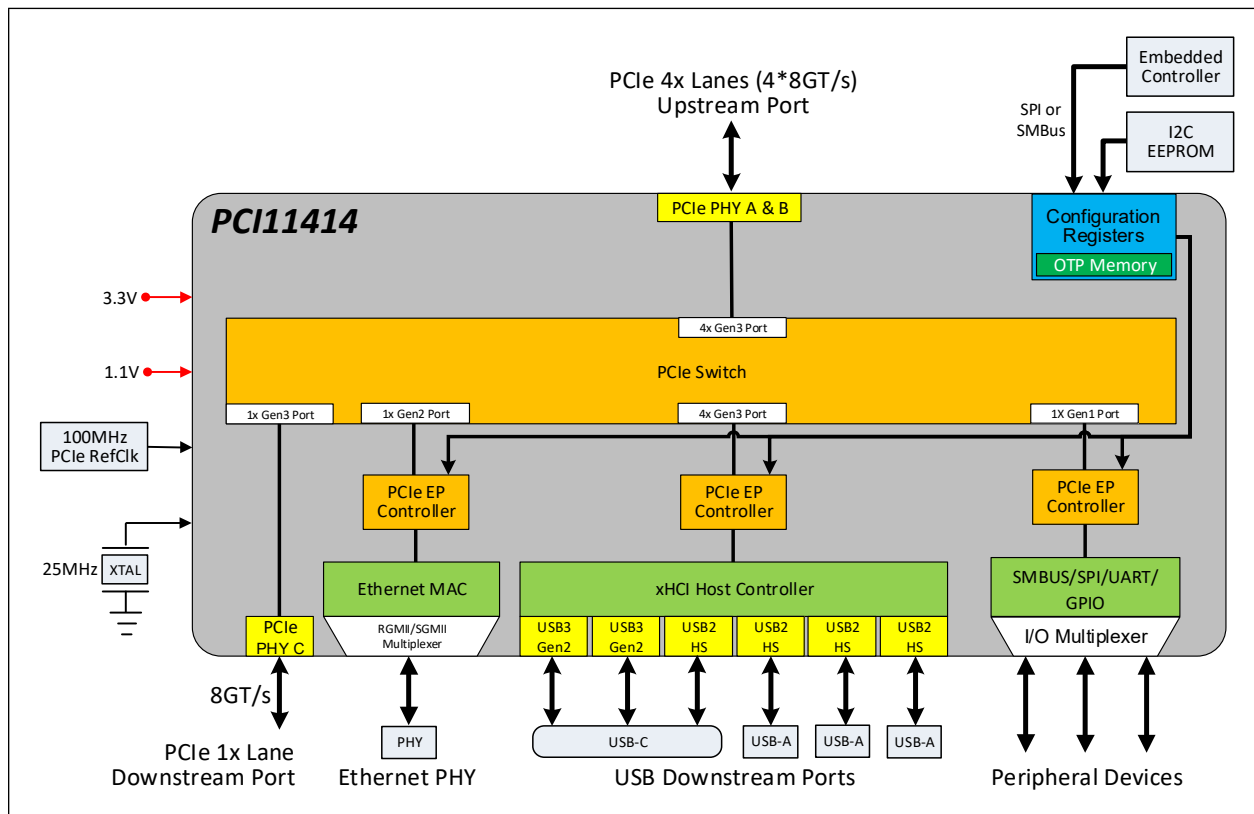 PCIe 4x Lanes (4*8GT/s)
Upstream Port
Embedded
Controller
SPI or
SMBus
I2C
EEPROM
PCI11414
PCIe PHY A & B
Configuration
Registers
OTP Memory
3.3V
1.1V
100MHz
PCIe RefClk
25MHz
XTAL
4x Gen3 Port
PCIe Switch
1x Gen3 Port
1x Gen2 Port
4x Gen3 Port
1X Gen1 Port
PCIe EP
Controller
PCIe EP
Controller
PCIe EP
Controller
Ethernet MAC
xHCI Host Controller
SMBUS/SPI/UART/
GPIO
PCIe
PHY C
RGMII/SGMII
Multiplexer
USB3
Gen2
USB3
Gen2
USB2
HS
USB2
HS
USB2
HS
USB2
HS
I/O Multiplexer
8GT/s
PHY
USB-C
USB-A
USB-A
USB-A
PCIe 1x Lane
Downstream Port
Ethernet PHY
USB Downstream Ports
Peripheral Devices